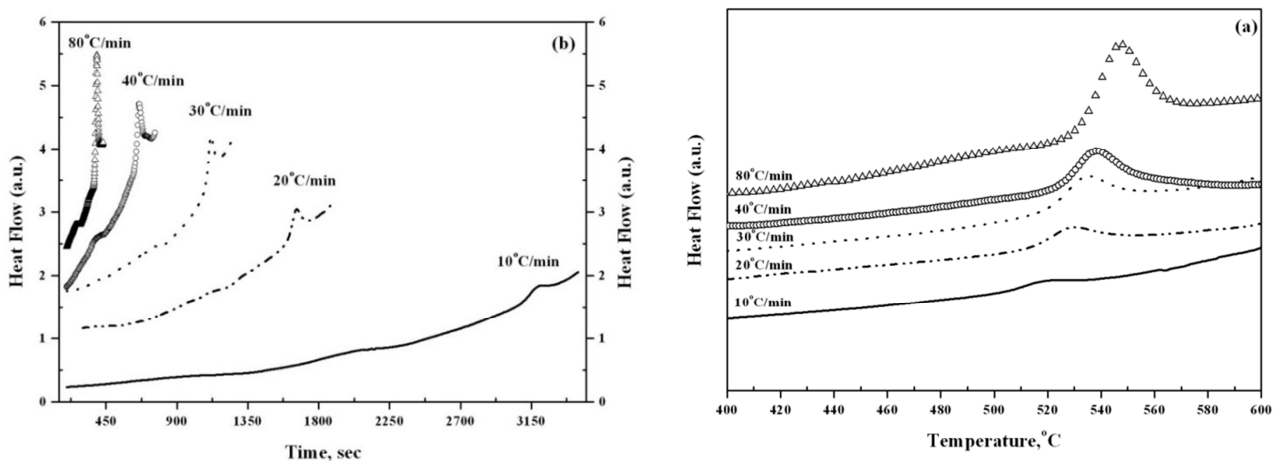 6
6
80°C/min
(b)
5
5
40°C/min
30°C/min
4
4
Heat Flow (a.u.)
Heat Flow (a.u.)
3
20°C/min
3
2
10°C/min
2
1
1
0
0
450 900 1350 1800 2250 2700 3150
Time, sec
(a)
Heat Flow (a.u.)
80°C/min
40°C/min
30°C/min
20°C/min
10°C/min
400 420 440 460 480 500 520 540 560 580 600
Temperature,°C